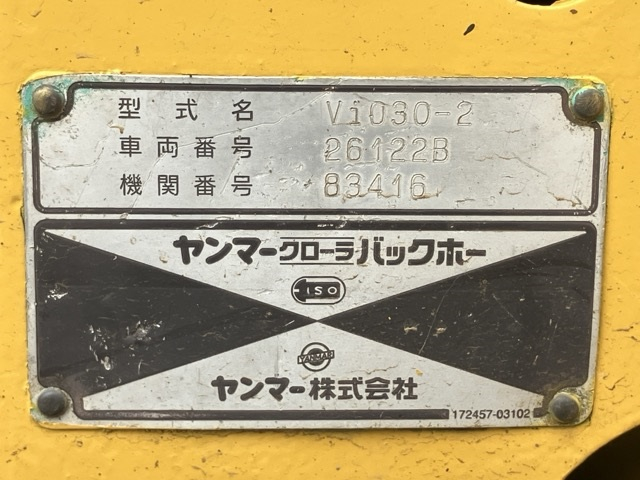 型式名 ViO30-2
車両番号 26122B
機関番号 83416
ヤンマークローラバックホー
ISO
YANMAR
ヤンマー株式会社
172457-03102